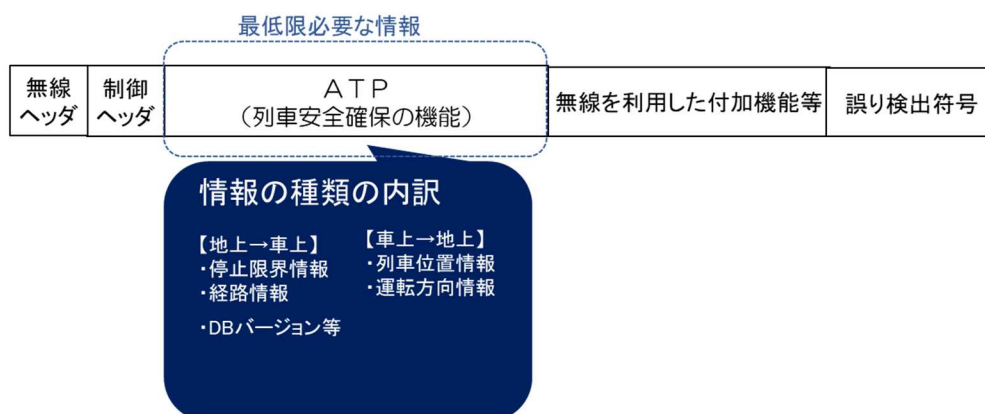 最低限必要な情報
無線
ヘッダ
制御
ヘッダ
ATP
(列車安全確保の機能)
無線を利用した付加機能等
誤り検出符号
情報の種類の内訳
【地上→車上】
・停止限界情報
・経路情報
・DBバージョン等
【車上→地上】
・列車位置情報
・運転方向情報